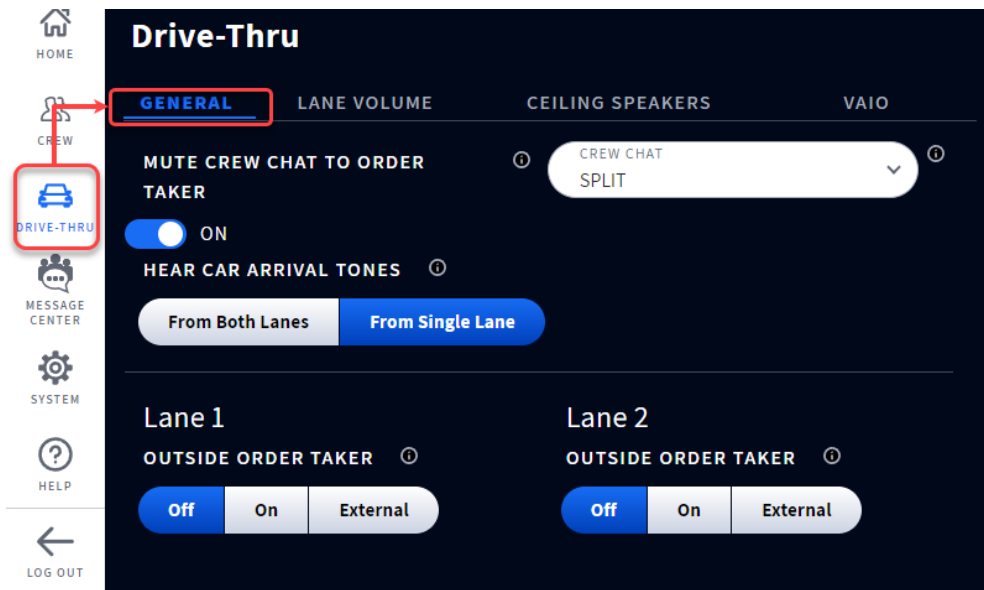 HOME
CREW
DRIVE-THRU
MESSAGE
CENTER
SYSTEM
HELP
LOG OUT
Drive-Thru
GENERAL
LANE VOLUME
CEILING SPEAKERS
VAIO
MUTE CREW CHAT TO ORDER
TAKER
ON
CREW CHAT
SPLIT
HEAR CAR ARRIVAL TONES
From Both Lanes
From Single Lane
Lane 1
OUTSIDE ORDER TAKER
Off
On
External
Lane 2
OUTSIDE ORDER TAKER
Off
On
External